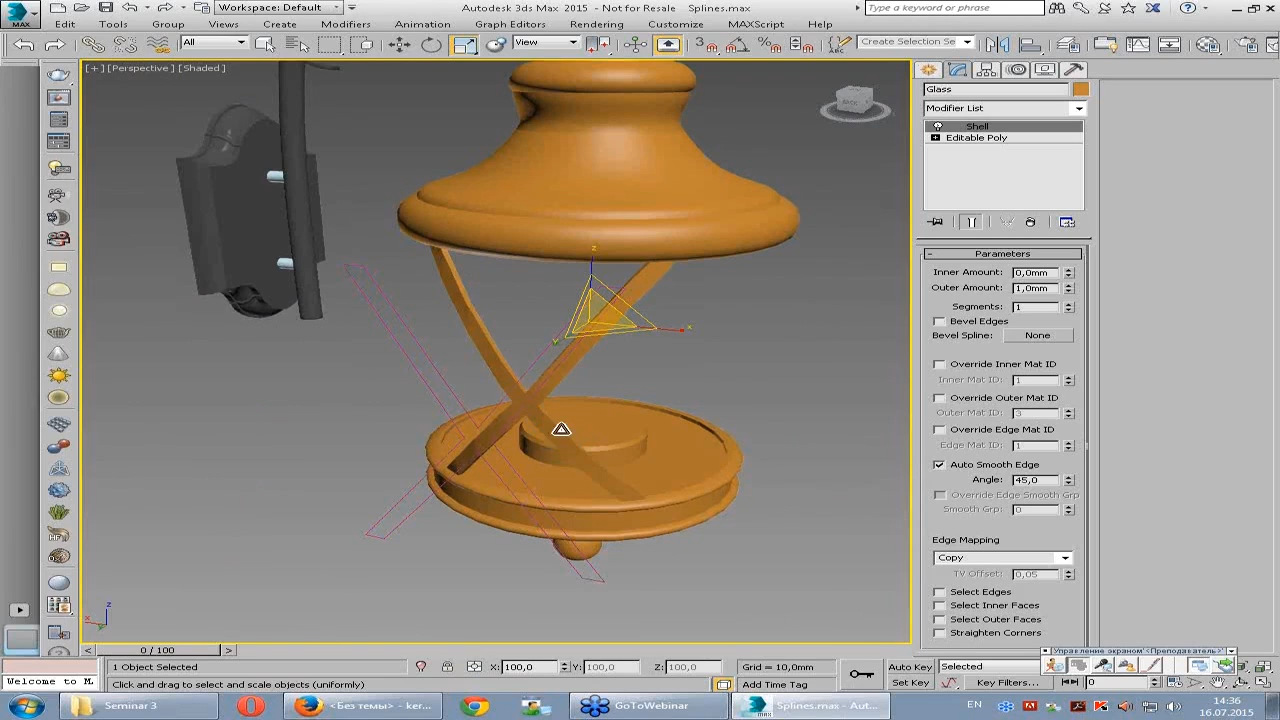 MAX
Workspace: Default
Autodesk 3ds Max 2015 - Not for Resale
Splines.max
Type a keyword or phrase
Edit
Tools
Group
Views
Create
Modifiers
Animation
Graph Editors
Rendering
Customize
MAXScript
Help
All
View
Create Selection Se
[+] [Perspective] [Shaded]
BACK
Glass
Modifier List
Shell
Editable Poly
Parameters
Inner Amount: 0,0mm
Outer Amount: 1,0mm
Segments: 1
Bevel Edges
Bevel Spline: None
Override Inner Mat ID
Inner Mat ID: 1
Override Outer Mat ID
Outer Mat ID: 3
Override Edge Mat ID
Edge Mat ID: 1
Auto Smooth Edge
Angle: 45,0
Override Edge Smooth Grp
Smooth Grp: 0
Edge Mapping
Copy
TV Offset: 0,05
Select Edges
Select Inner Faces
Select Outer Faces
Straighten Corners
z
x
y
z
x
0 / 100
Управление экраном:<Преподаватель>
1 Object Selected
X: 100,0
Y: 100,0
Z: 100,0
Grid = 10,0mm
Auto Key
Selected
Welcome to M
Click and drag to select and scale objects (uniformly)
Add Time Tag
Set Key
Key Filters...
0
Seminar 3
<Без темы> - ker...
GoToWebinar
Splines.max - Aut...
EN
14:36
16.07.2015